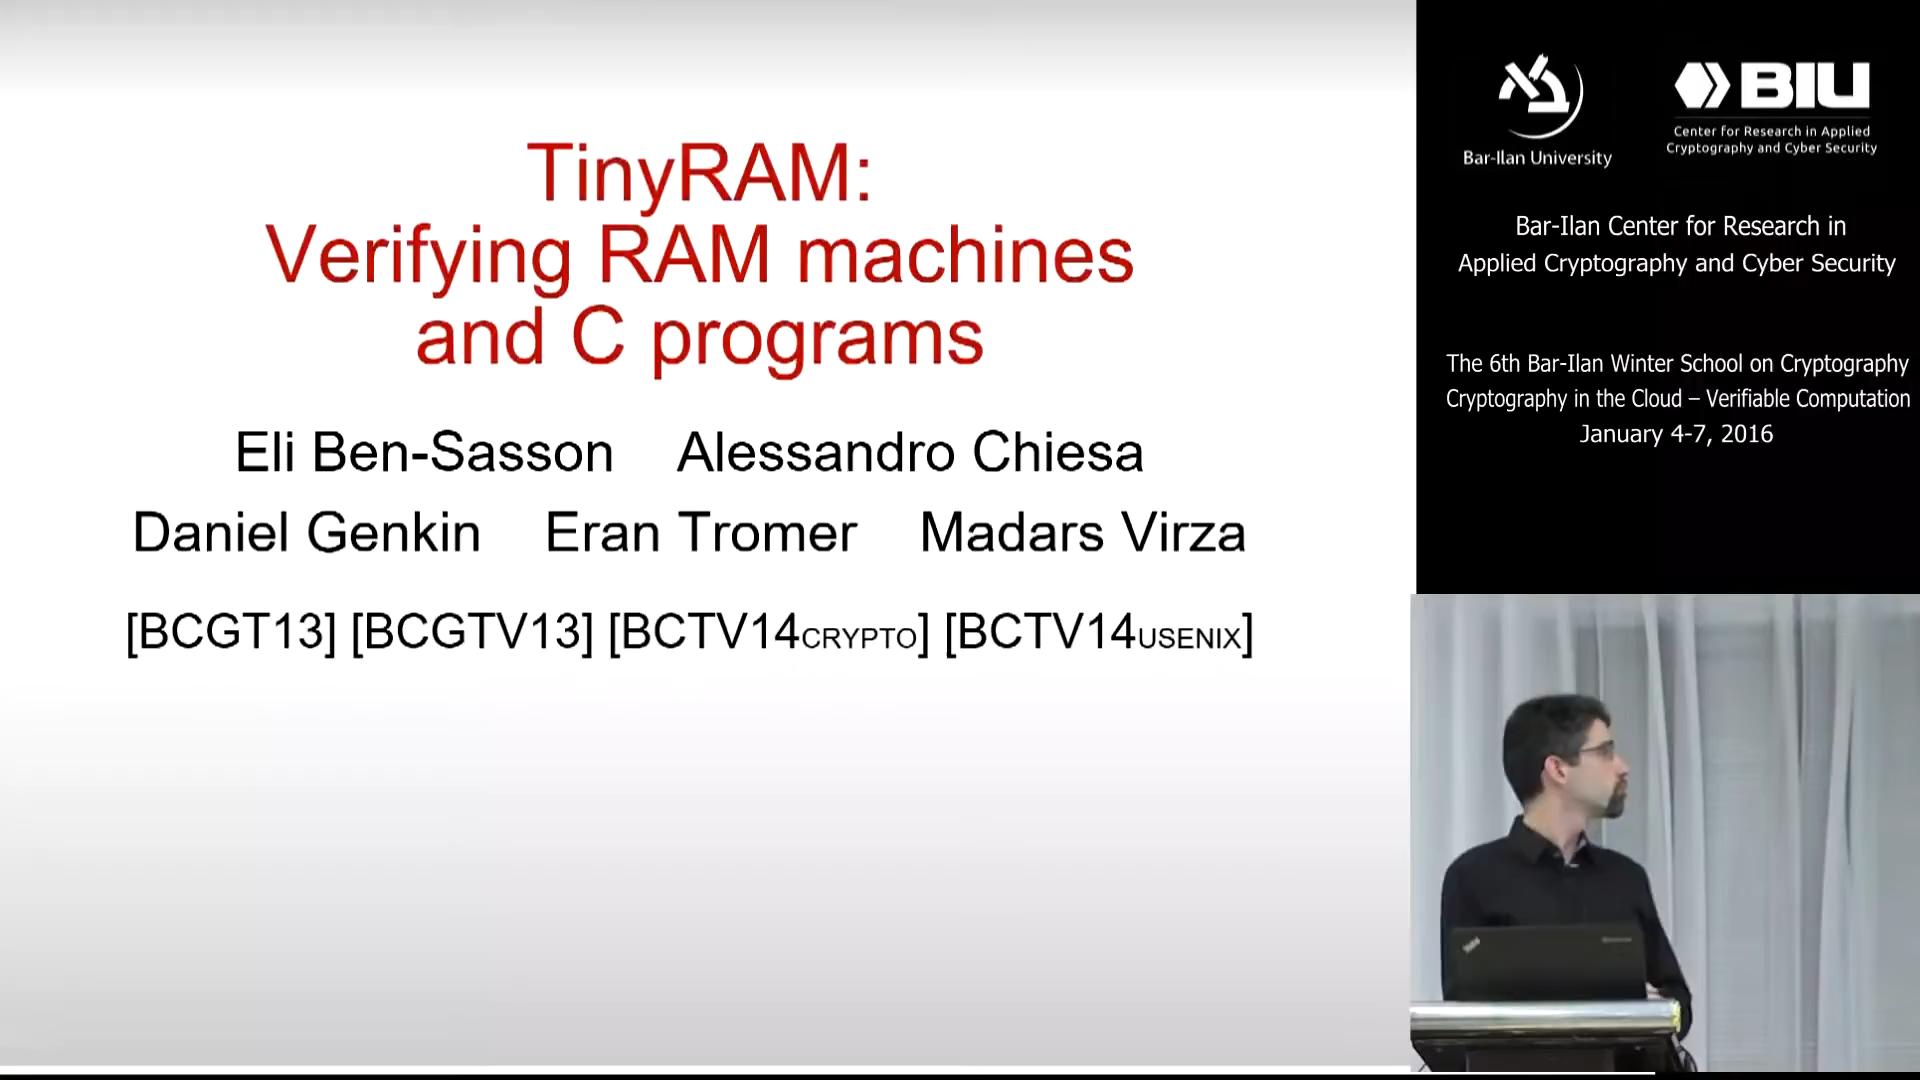 TinyRAM:
Verifying RAM machines
and C programs
Eli Ben-Sasson Alessandro Chiesa
Daniel Genkin Eran Tromer Madars Virza
[BCGT13] [BCGTV13] [BCTV14CRYPTO] [BCTV14USENIX]
Bar-Ilan University
BIU
Center for Research in Applied
Cryptography and Cyber Security
Bar-Ilan Center for Research in
Applied Cryptography and Cyber Security
The 6th Bar-Ilan Winter School on Cryptography
Cryptography in the Cloud – Verifiable Computation
January 4-7, 2016